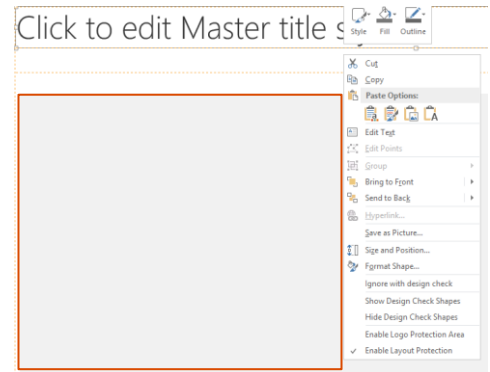 Click to edit Master title s
Style Fill Outline
Cut
Copy
Paste Options:
A
Edit Text
Edit Points
Group
Bring to Front
Send to Back
Hyperlink...
Save as Picture...
Size and Position...
Format Shape...
Ignore with design check
Show Design Check Shapes
Hide Design Check Shapes
Enable Logo Protection Area
Enable Layout Protection